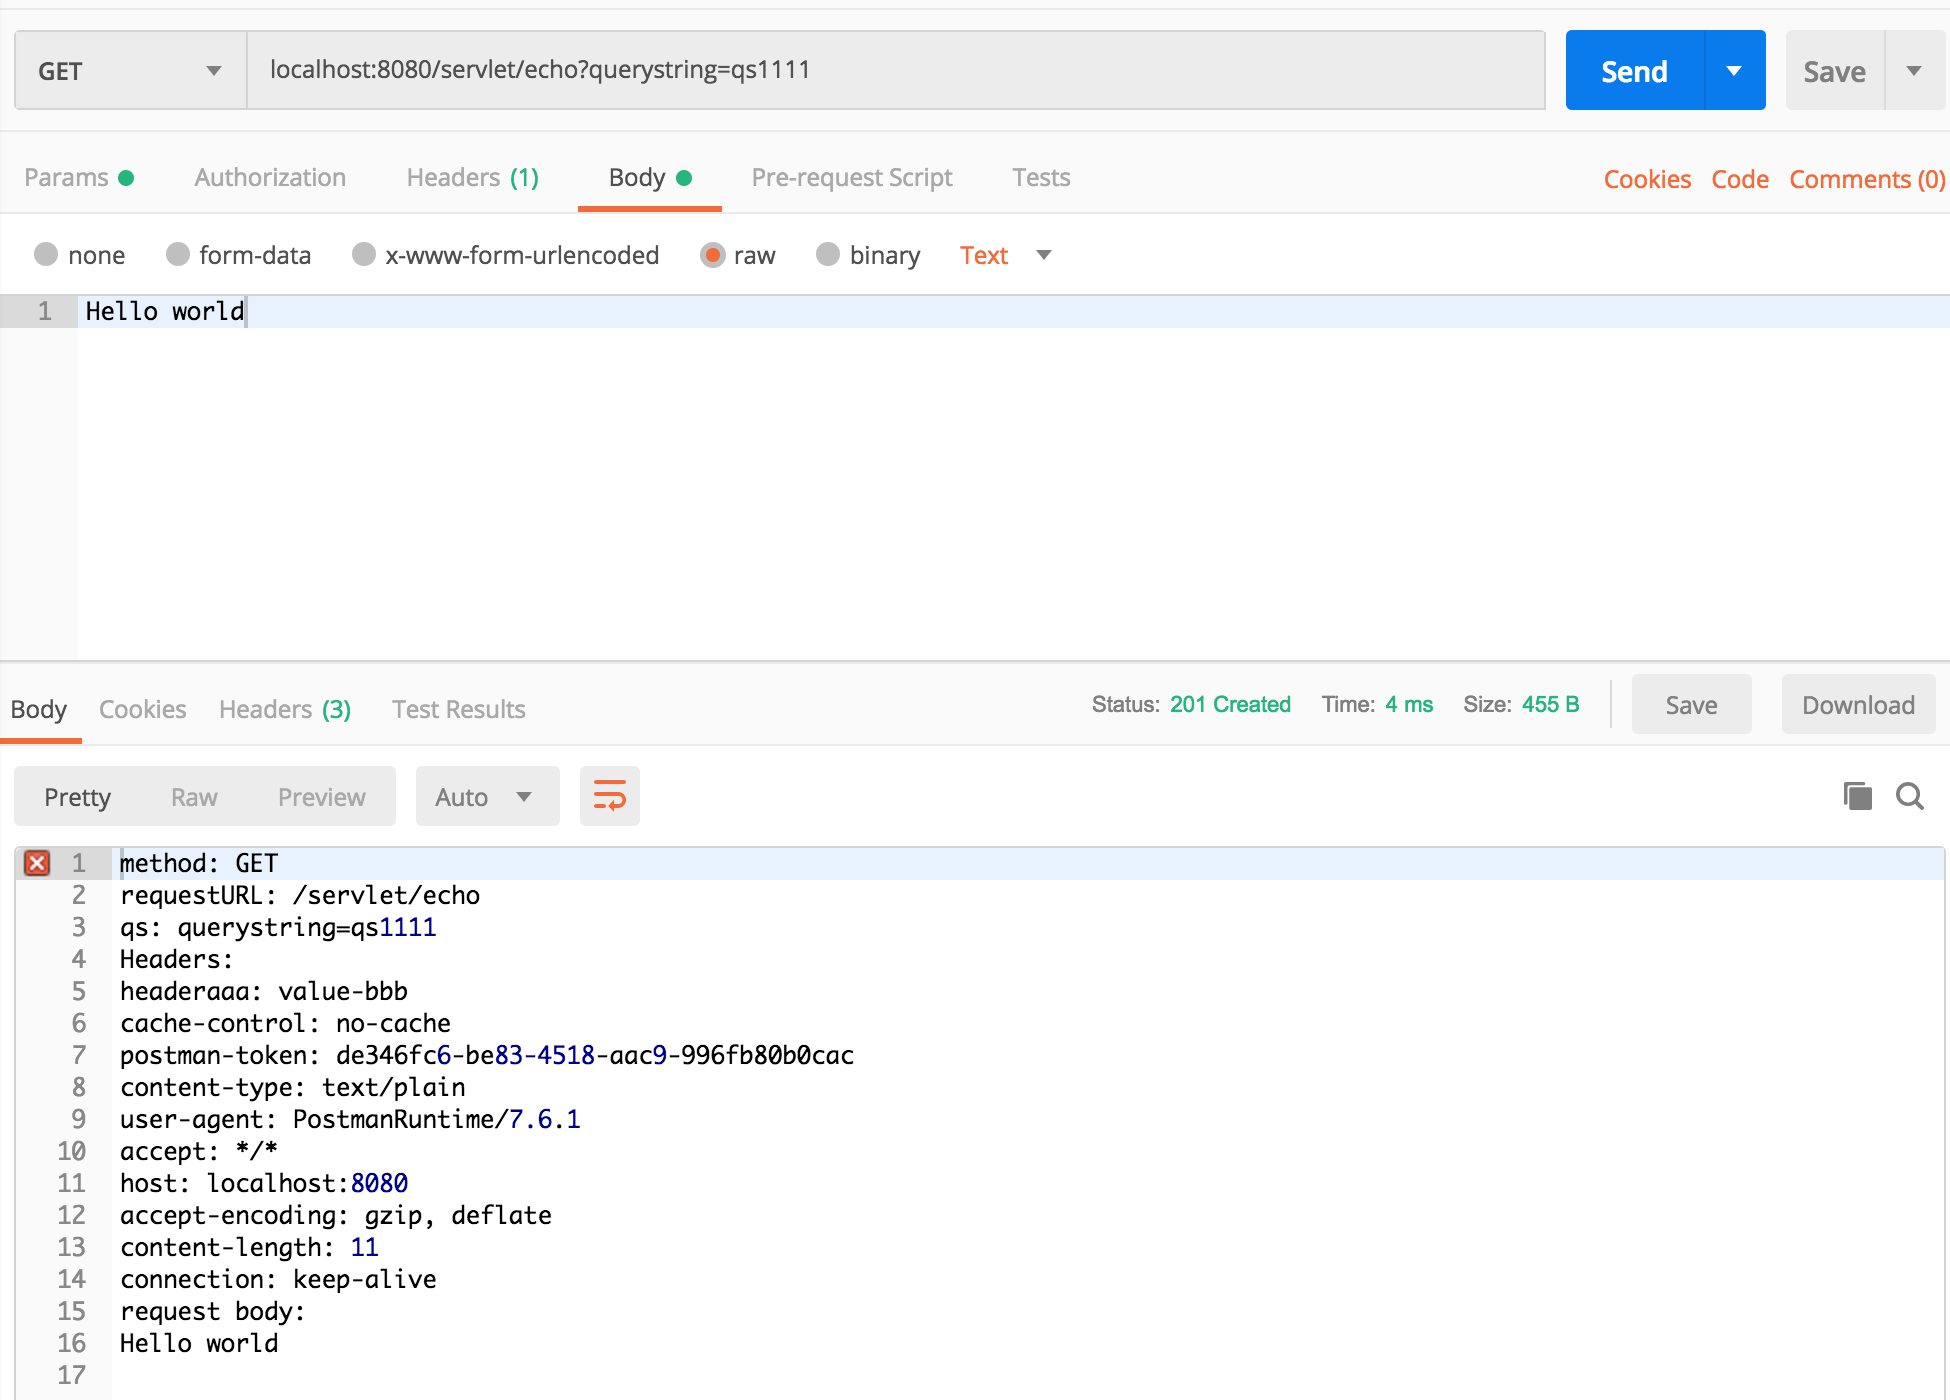 GET localhost:8080/servlet/echo?querystring=qs1111 Send Save
Params Authorization Headers (1) Body Pre-request Script Tests Cookies Code Comments (0)
none form-data x-www-form-urlencoded raw binary Text
1 Hello world
Body Cookies Headers (3) Test Results Status: 201 Created Time: 4 ms Size: 455 B Save Download
Pretty Raw Preview Auto
1 method: GET
2 requestURL: /servlet/echo
3 qs: querystring=qs1111
4 Headers:
5 headeraaa: value-bbb
6 cache-control: no-cache
7 postman-token: de346fc6-be83-4518-aac9-996fb80b0cac
8 content-type: text/plain
9 user-agent: PostmanRuntime/7.6.1
10 accept: */*
11 host: localhost:8080
12 accept-encoding: gzip, deflate
13 content-length: 11
14 connection: keep-alive
15 request body:
16 Hello world
17